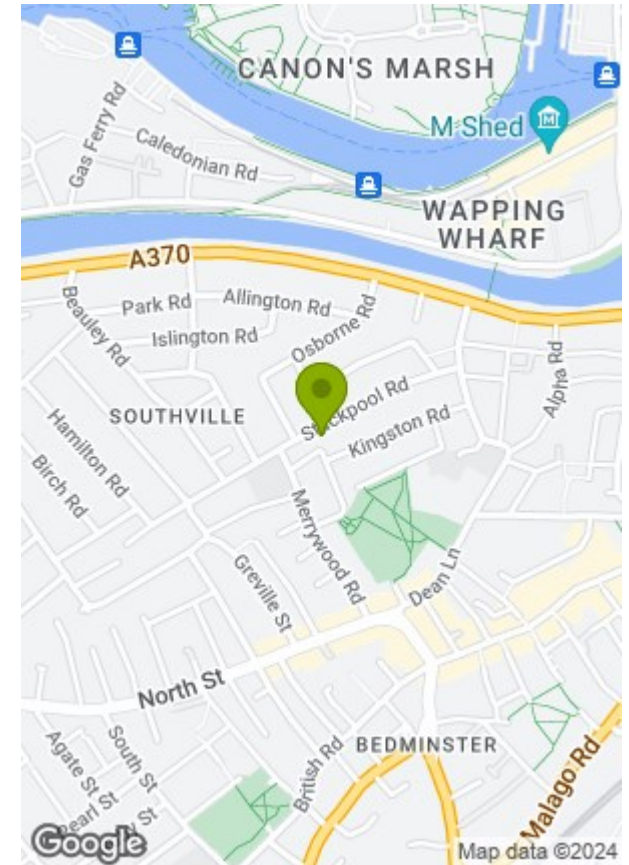 CANON'S MARSH
M Shed
M
Gas Ferry Rd
Caledonian Rd
WAPPING
WHARF
A370
Park Rd
Allington Rd
Beauley Rd
Islington Rd
Osborne Rd
Alpha Rd
SOUTHVILLE
Stackpool Rd
Kingston Rd
Hamilton Rd
Birch Rd
Merrywood Rd
Dean Ln
Greville St
North St
BEDMINSTER
British Rd
Malago Rd
Agate St
South St
Pearl St
St
Google
Map data ©2024